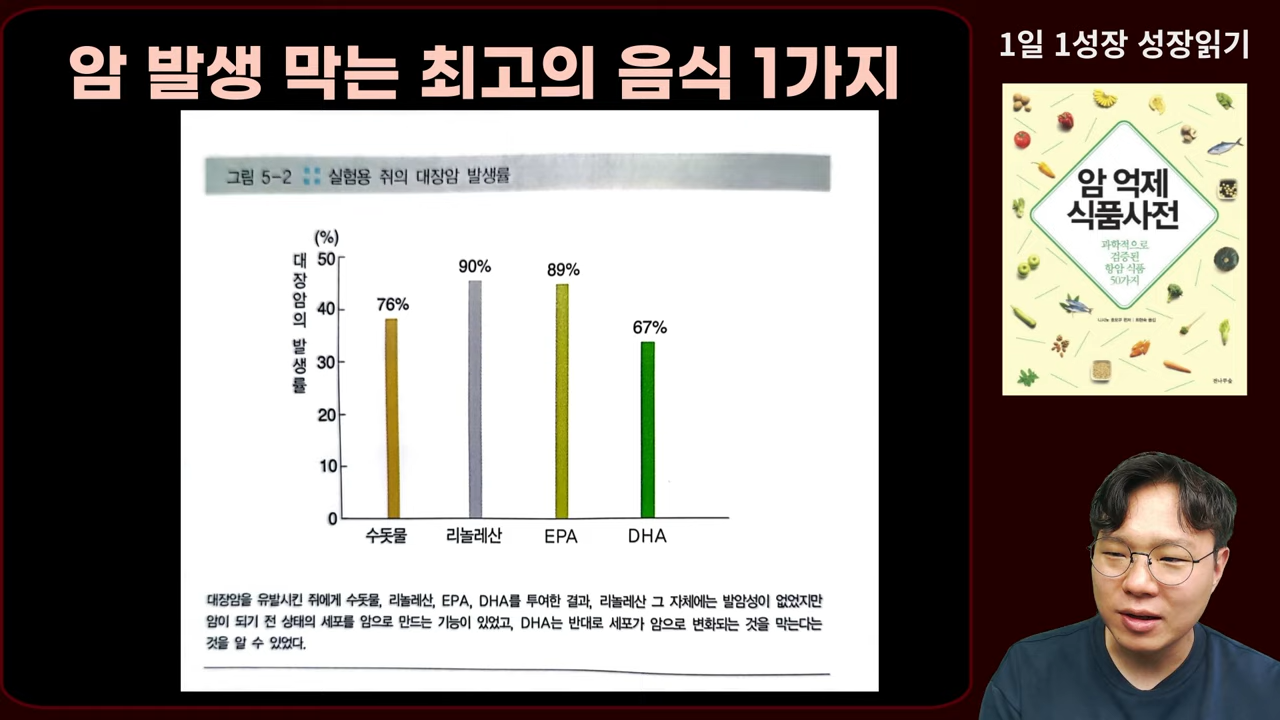 암 발생 막는 최고의 음식 1가지
1일 1성장 성장읽기
그림 5-2 실험용 쥐의 대장암 발생률
(%)
대장암의 발생률
50
40
30
20
10
0
76%
90%
89%
67%
수돗물
리놀레산
EPA
DHA
대장암을 유발시킨 쥐에게 수돗물, 리놀레산, EPA, DHA를 투여한 결과, 리놀레산 그 자체에는 발암성이 없었지만
암이 되기 전 상태의 세포를 암으로 만드는 기능이 있었고, DHA는 반대로 세포가 암으로 변화되는 것을 막는다는
것을 알 수 있었다.
암 억제
식품사전
과학적으로
검증된
항암 식품
50가지
전나무숲